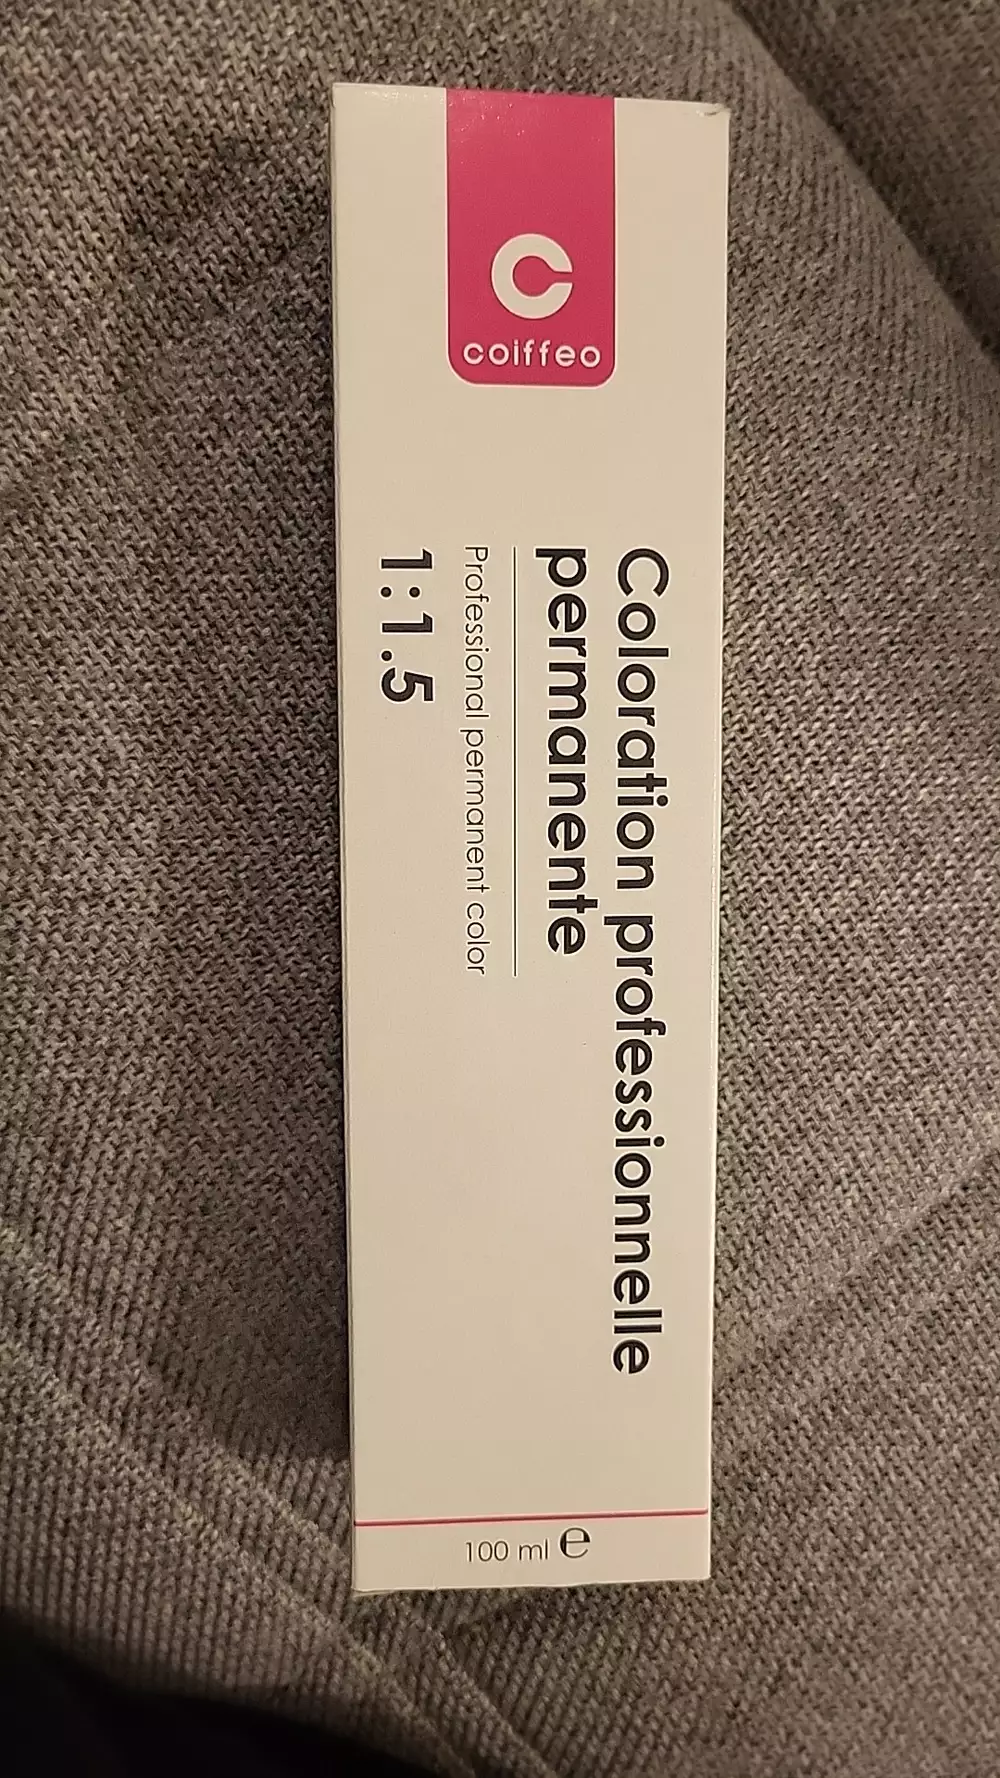 coiffeo
Coloration professionnelle
permanente
Professional permanent color
1:1.5
100 ml e